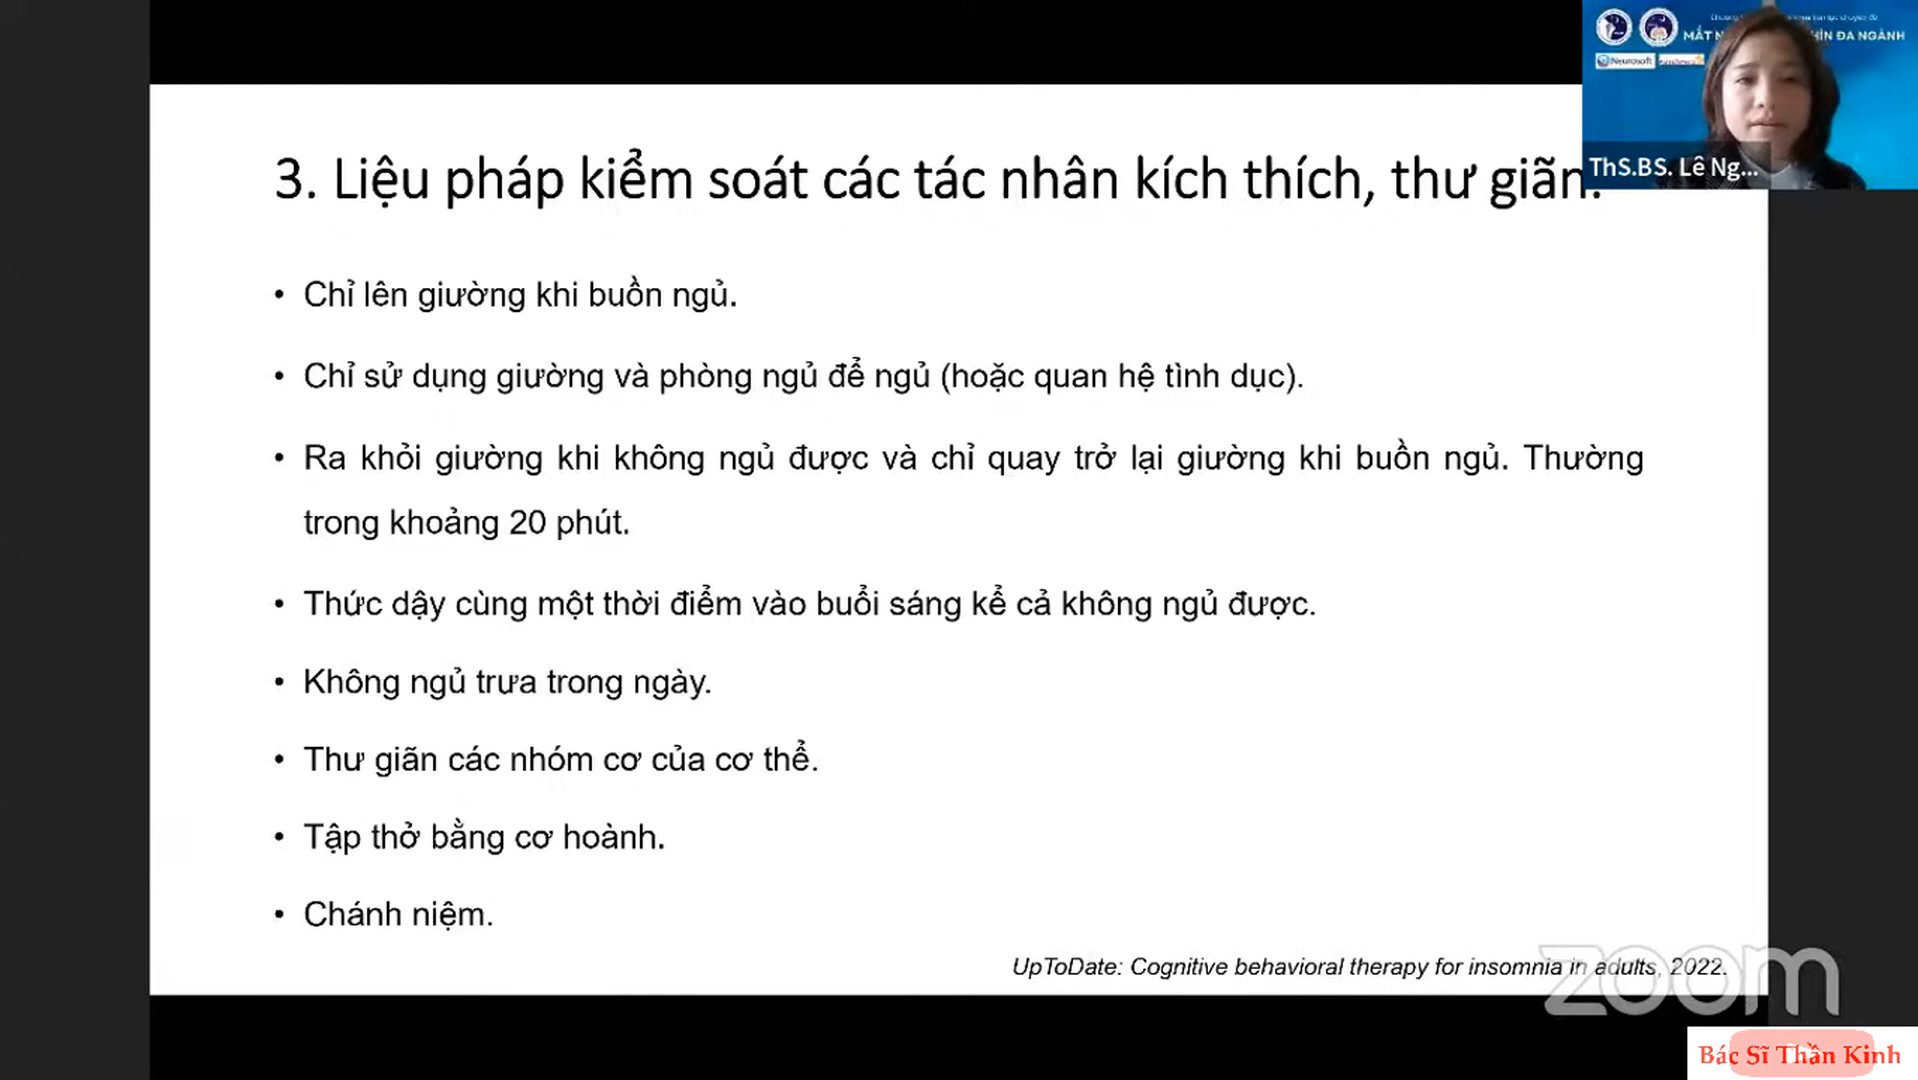 MẤT N
HÌN ĐA NGÀNH
Neurosoft
ThS.BS. Lê Ng...
3. Liệu pháp kiểm soát các tác nhân kích thích, thư giãn.
• Chỉ lên giường khi buồn ngủ.
• Chỉ sử dụng giường và phòng ngủ để ngủ (hoặc quan hệ tình dục).
• Ra khỏi giường khi không ngủ được và chỉ quay trở lại giường khi buồn ngủ. Thường
trong khoảng 20 phút.
• Thức dậy cùng một thời điểm vào buổi sáng kể cả không ngủ được.
• Không ngủ trưa trong ngày.
• Thư giãn các nhóm cơ của cơ thể.
• Tập thở bằng cơ hoành.
• Chánh niệm.
UpToDate: Cognitive behavioral therapy for insomnia in adults, 2022.
zoom
Bác Sĩ Thần Kinh